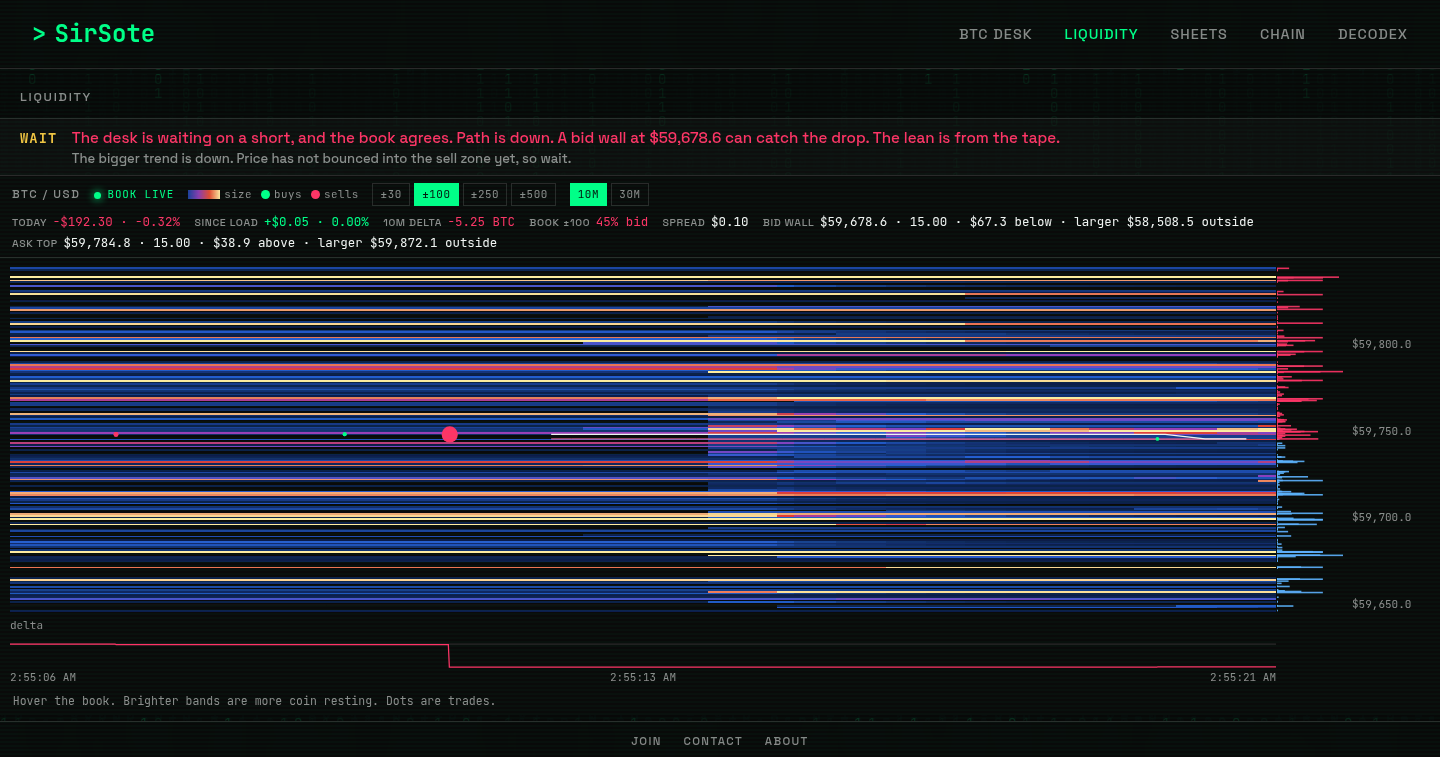 > SirSote
BTC DESK LIQUIDITY SHEETS CHAIN DECODEX
LIQUIDITY
WAIT The desk is waiting on a short, and the book agrees. Path is down. A bid wall at $59,678.6 can catch the drop. The lean is from the tape.
The bigger trend is down. Price has not bounced into the sell zone yet, so wait.
BTC / USD BOOK LIVE size buys sells ±30 ±100 ±250 ±500 10M 30M
TODAY -$192.30 · -0.32% SINCE LOAD +$0.05 · 0.00% 10M DELTA -5.25 BTC BOOK ±100 45% bid SPREAD $0.10 BID WALL $59,678.6 · 15.00 · $67.3 below · larger $58,508.5 outside
ASK TOP $59,784.8 · 15.00 · $38.9 above · larger $59,872.1 outside
$59,800.0
$59,750.0
$59,700.0
$59,650.0
delta
2:55:06 AM 2:55:13 AM 2:55:21 AM
Hover the book. Brighter bands are more coin resting. Dots are trades.
JOIN CONTACT ABOUT